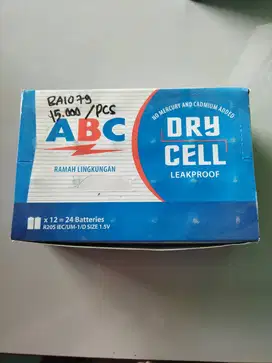 BA1079
15.000/PCS
ABC
RAMAH LINGKUNGAN
NO MERCURY AND CADMIUM ADDED
DRY
CELL
LEAKPROOF
x 12 = 24 Batteries
R20S IEC/UM-1/D SIZE 1.5V